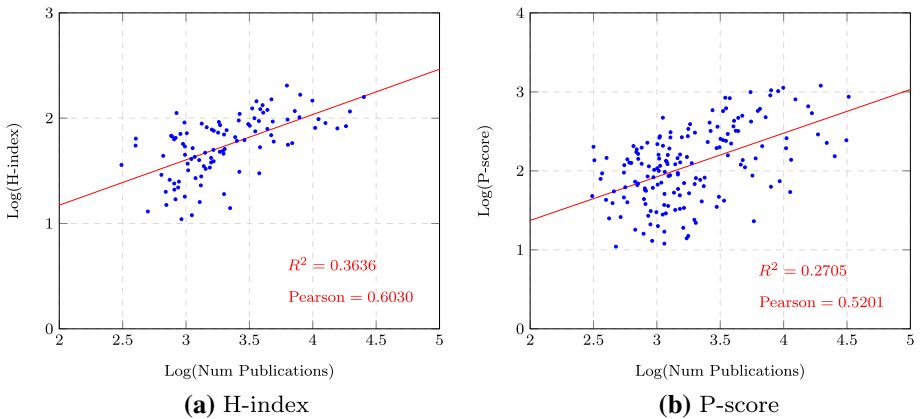 3
2
1
0
Log(H-index)
R² = 0.3636
Pearson = 0.6030
2 2.5 3 3.5 4 4.5 5
Log(Num Publications)
(a) H-index
4
3
2
1
0
Log(P-score)
R² = 0.2705
Pearson = 0.5201
2 2.5 3 3.5 4 4.5 5
Log(Num Publications)
(b) P-score